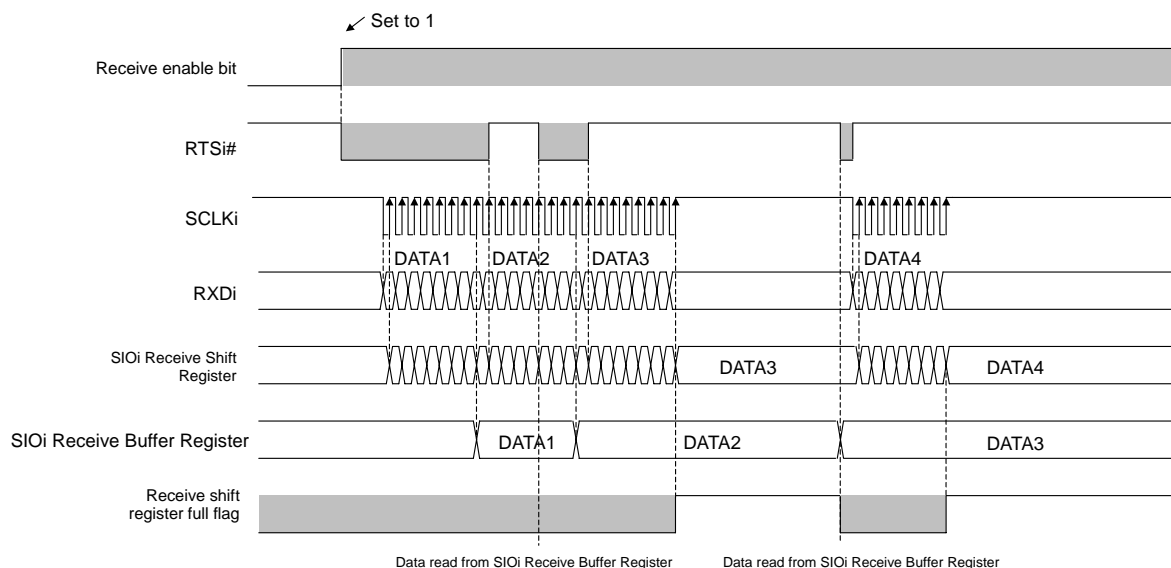 Set to 1
Receive enable bit
RTSi#
SCLKi
DATA1 DATA2 DATA3 DATA4
RXDi
SIOi Receive Shift
Register
DATA3 DATA4
SIOi Receive Buffer Register
DATA1 DATA2 DATA3
Receive shift
register full flag
Data read from SIOi Receive Buffer Register Data read from SIOi Receive Buffer Register